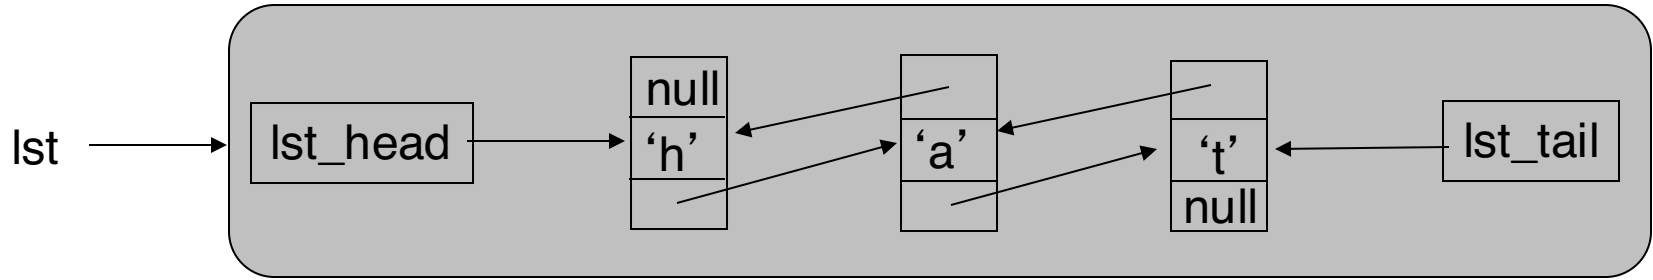 lst
lst_head
null
‘h’
‘a’
‘t’
null
lst_tail